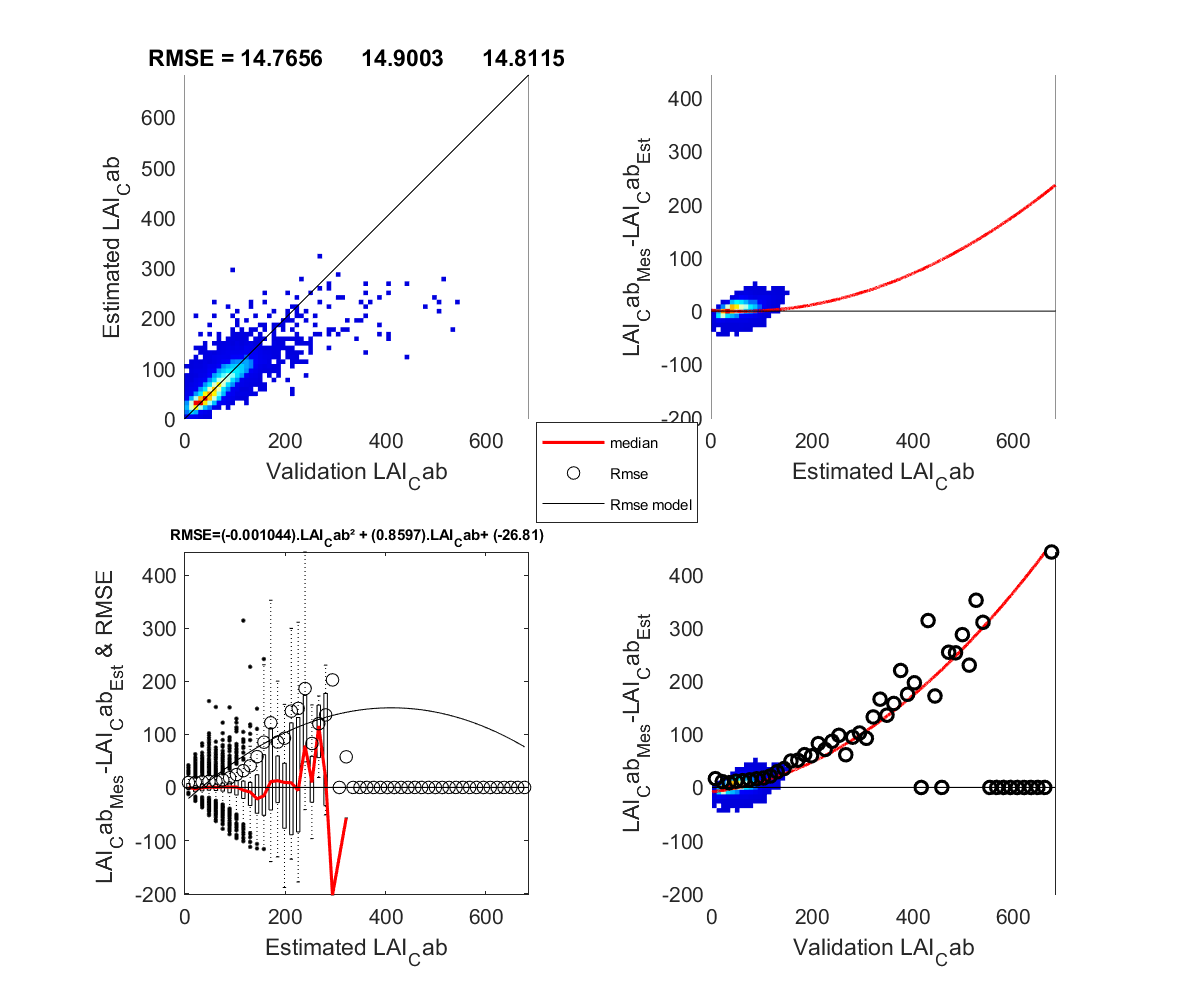 RMSE = 14.7656 14.9003 14.8115
600
500
400
300
200
100
0
0 200 400 600
Estimated LAI_Cab
Validation LAI_Cab
400
300
200
100
0
-100
-200
0 200 400 600
LAI_Cab_Mes-LAI_Cab_Est
Estimated LAI_Cab
median
Rmse
Rmse model
RMSE=(-0.001044).LAI_Cab² + (0.8597).LAI_Cab+ (-26.81)
400
300
200
100
0
-100
-200
0 200 400 600
LAI_Cab_Mes-LAI_Cab_Est & RMSE
Estimated LAI_Cab
400
300
200
100
0
-100
-200
0 200 400 600
LAI_Cab_Mes-LAI_Cab_Est
Validation LAI_Cab